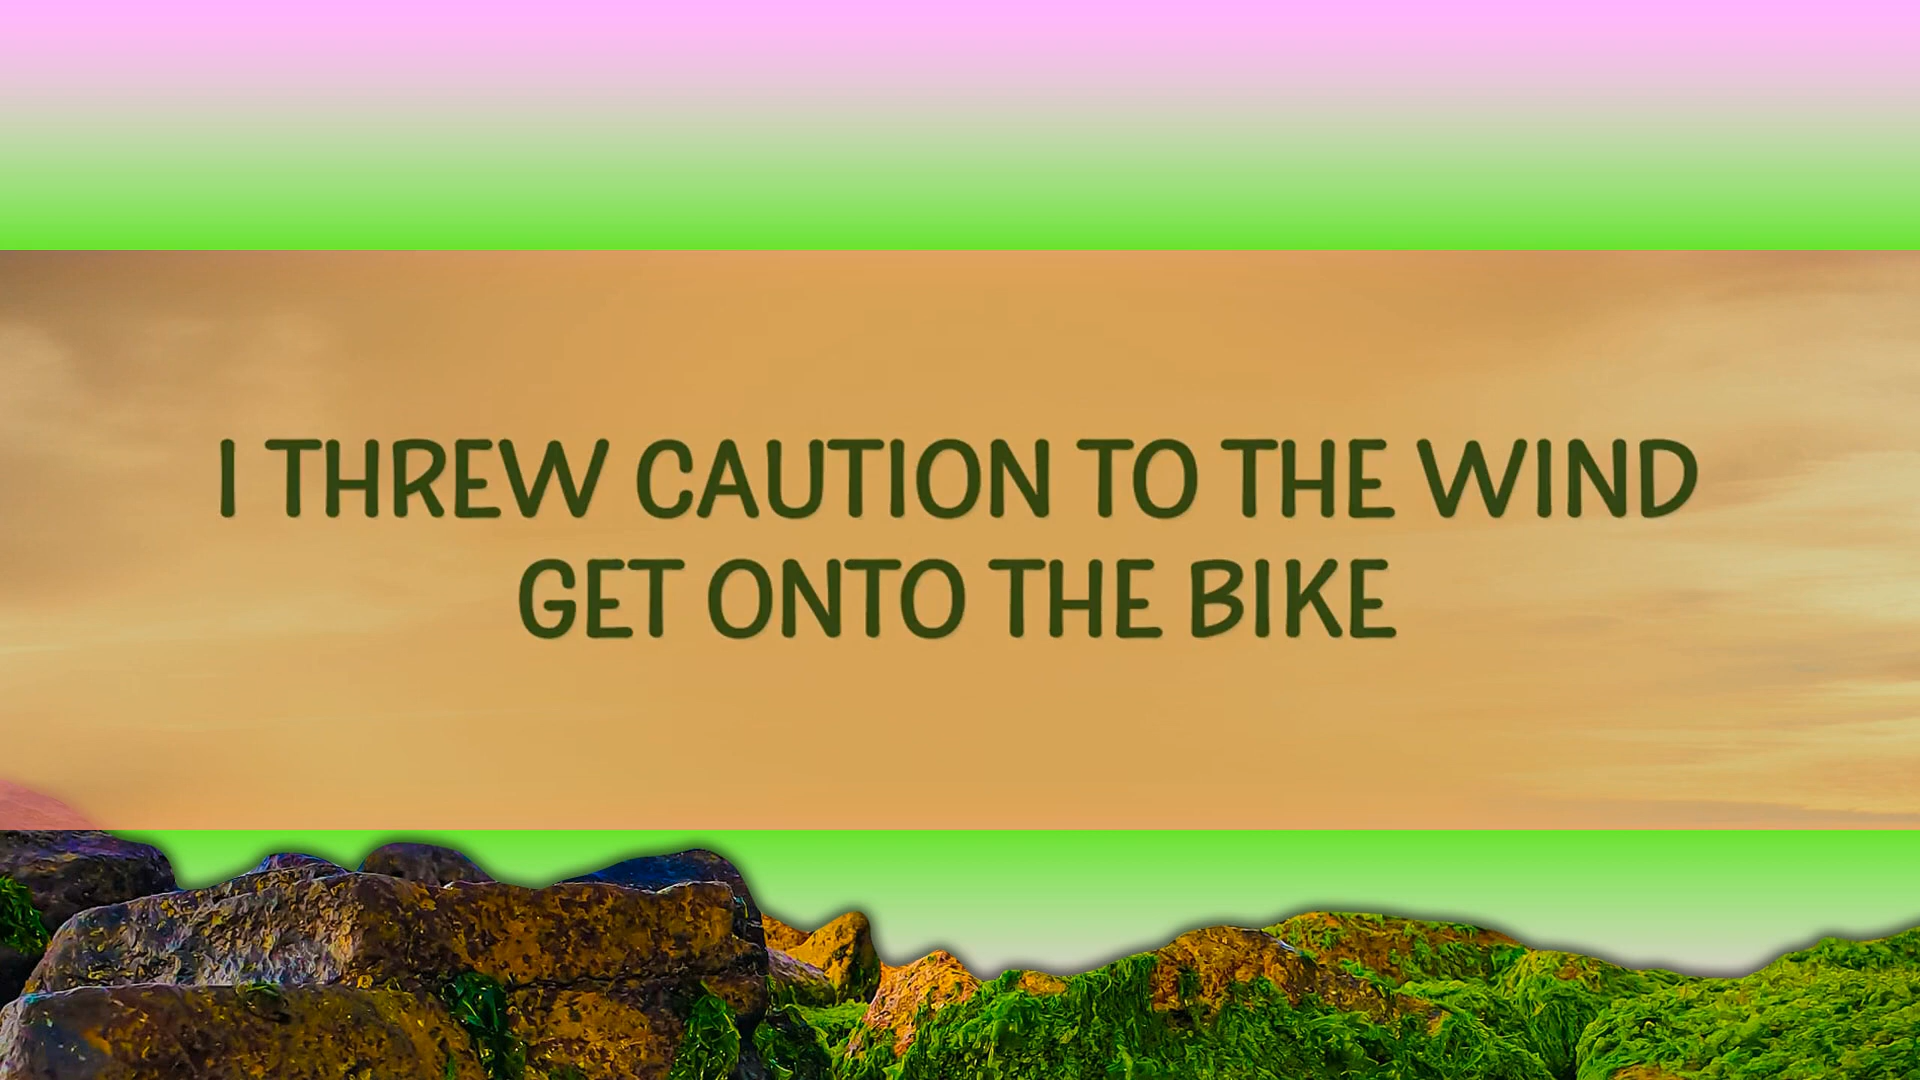 I THREW CAUTION TO THE WIND
GET ONTO THE BIKE